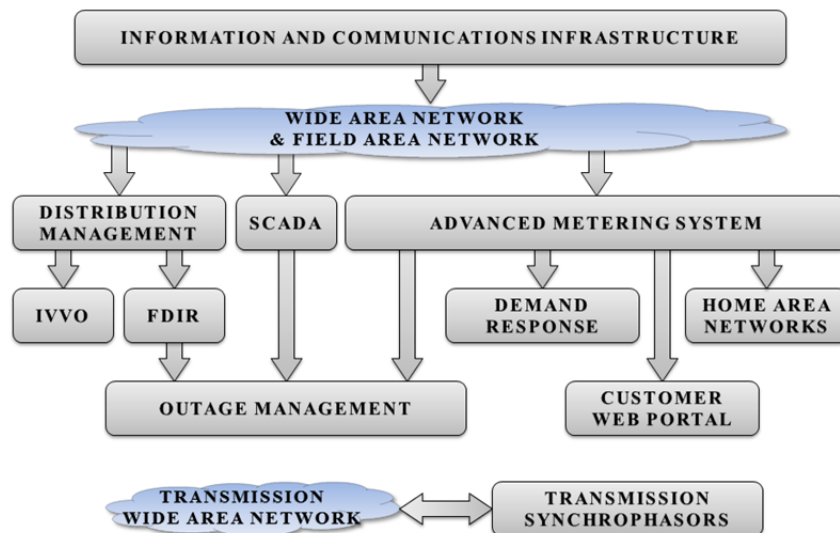 INFORMATION AND COMMUNICATIONS INFRASTRUCTURE
WIDE AREA NETWORK
& FIELD AREA NETWORK
DISTRIBUTION
MANAGEMENT
SCADA
ADVANCED METERING SYSTEM
IVVO
FDIR
DEMAND
RESPONSE
HOME AREA
NETWORKS
OUTAGE MANAGEMENT
CUSTOMER
WEB PORTAL
TRANSMISSION
WIDE AREA NETWORK
TRANSMISSION
SYNCHROPHASORS